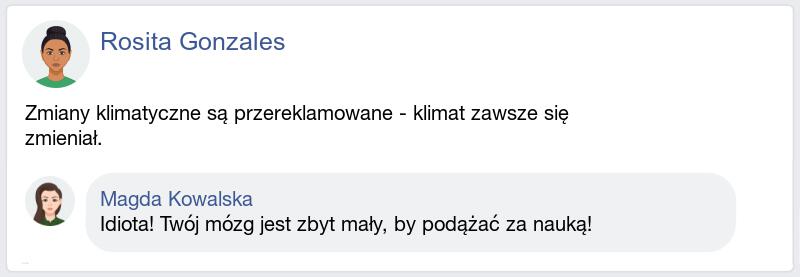 Rosita Gonzales
Zmiany klimatyczne są przereklamowane - klimat zawsze się
zmieniał.
Magda Kowalska
Idiota! Twój mózg jest zbyt mały, by podążać za nauką!